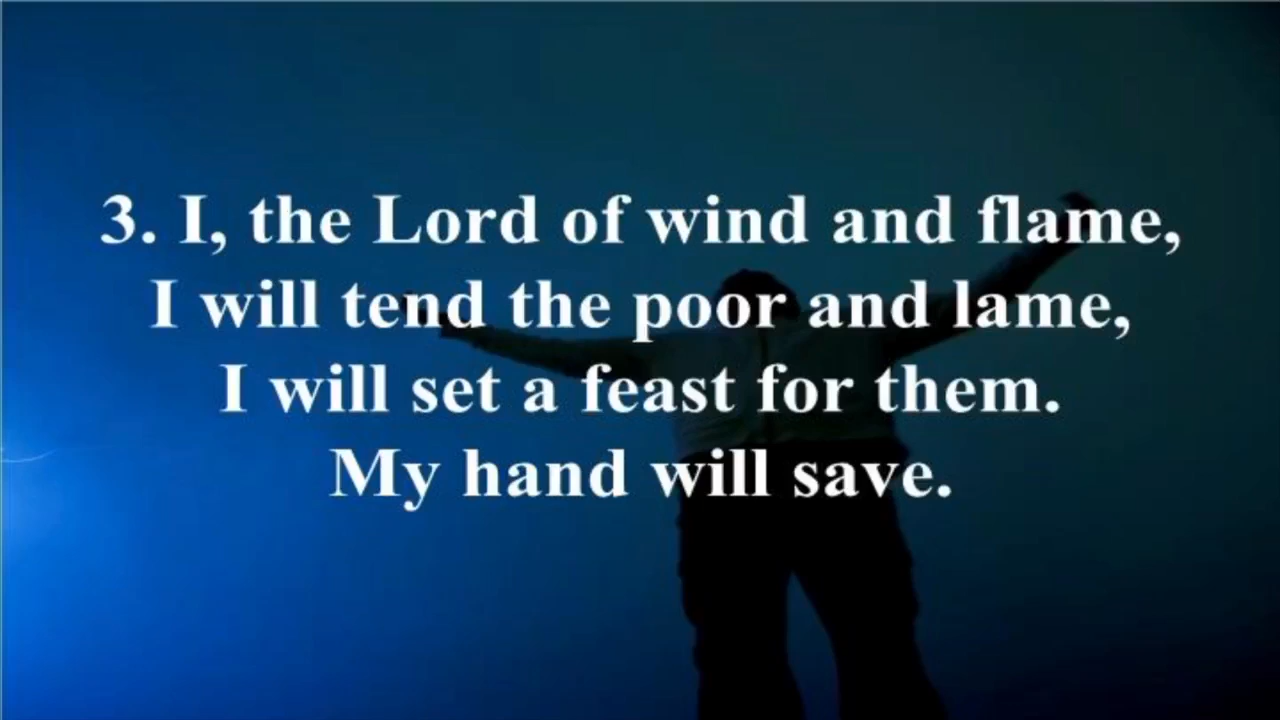 3. I, the Lord of wind and flame,
I will tend the poor and lame,
I will set a feast for them.
My hand will save.